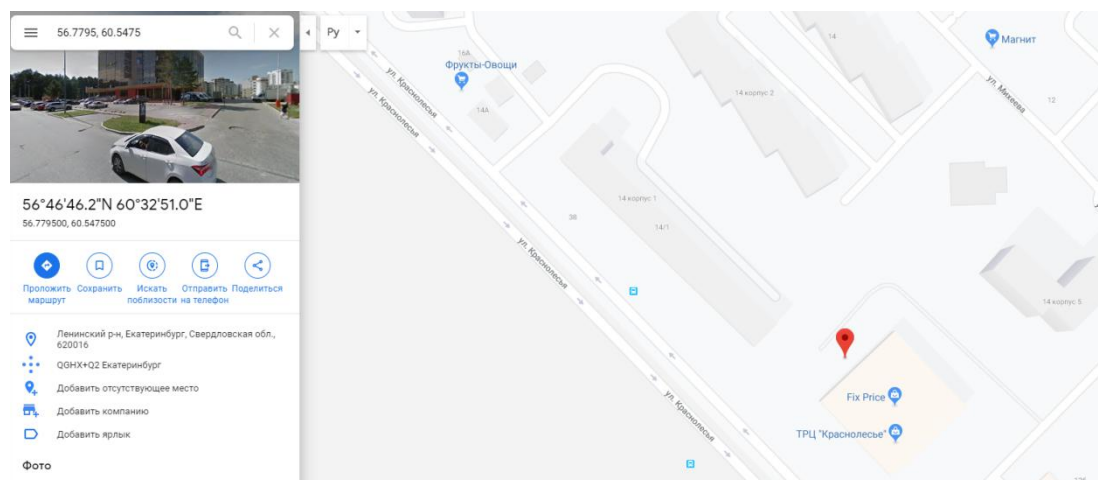 56.7795, 60.5475
Ру
56°46'46.2"N 60°32'51.0"E
56.779500, 60.547500
Проложить
маршрут
Сохранить
Искать
поблизости
Отправить
на телефон
Поделиться
Ленинский р-н, Екатеринбург, Свердловская обл.,
620016
QGHX+Q2 Екатеринбург
Добавить отсутствующее место
Добавить компанию
Добавить ярлык
Фото
16А
Фрукты-Овощи
14А
ул. Краснолесья
ул. Краснолесья
14
14 корпус 2
Магнит
ул. Михеева
12
14 корпус 1
38
14/1
ул. Краснолесья
14 корпус 5
Fix Price
ТРЦ "Краснолесье"
ул. Краснолесья